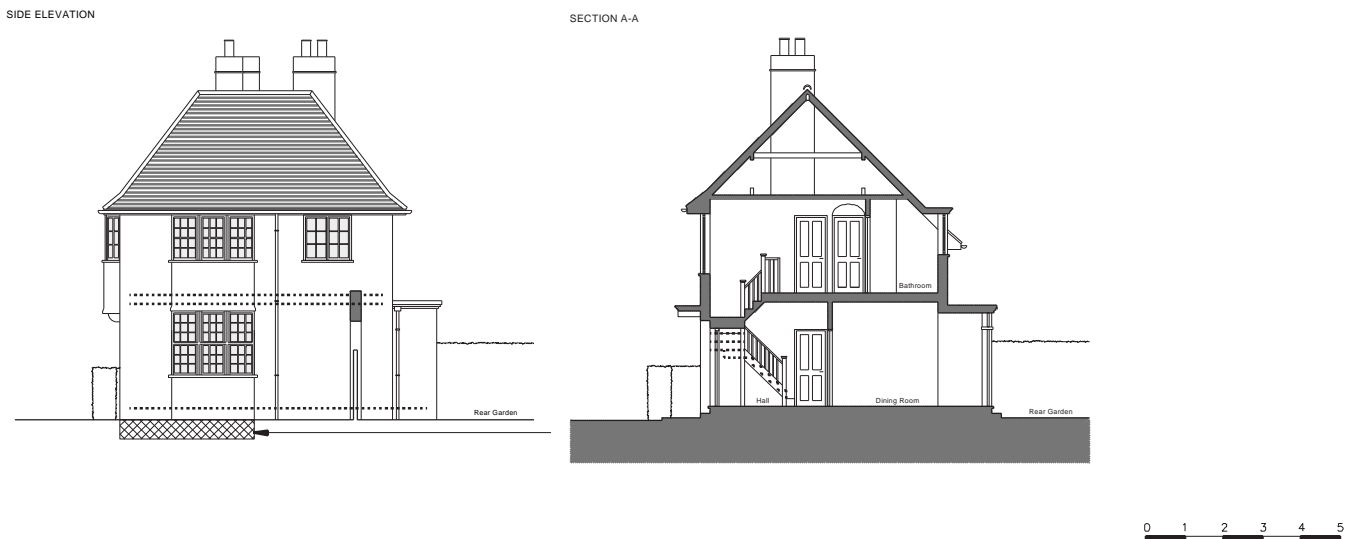 SIDE ELEVATION
SECTION A-A
Bathroom
Hall
Dining Room
Rear Garden
Rear Garden
0 1 2 3 4 5